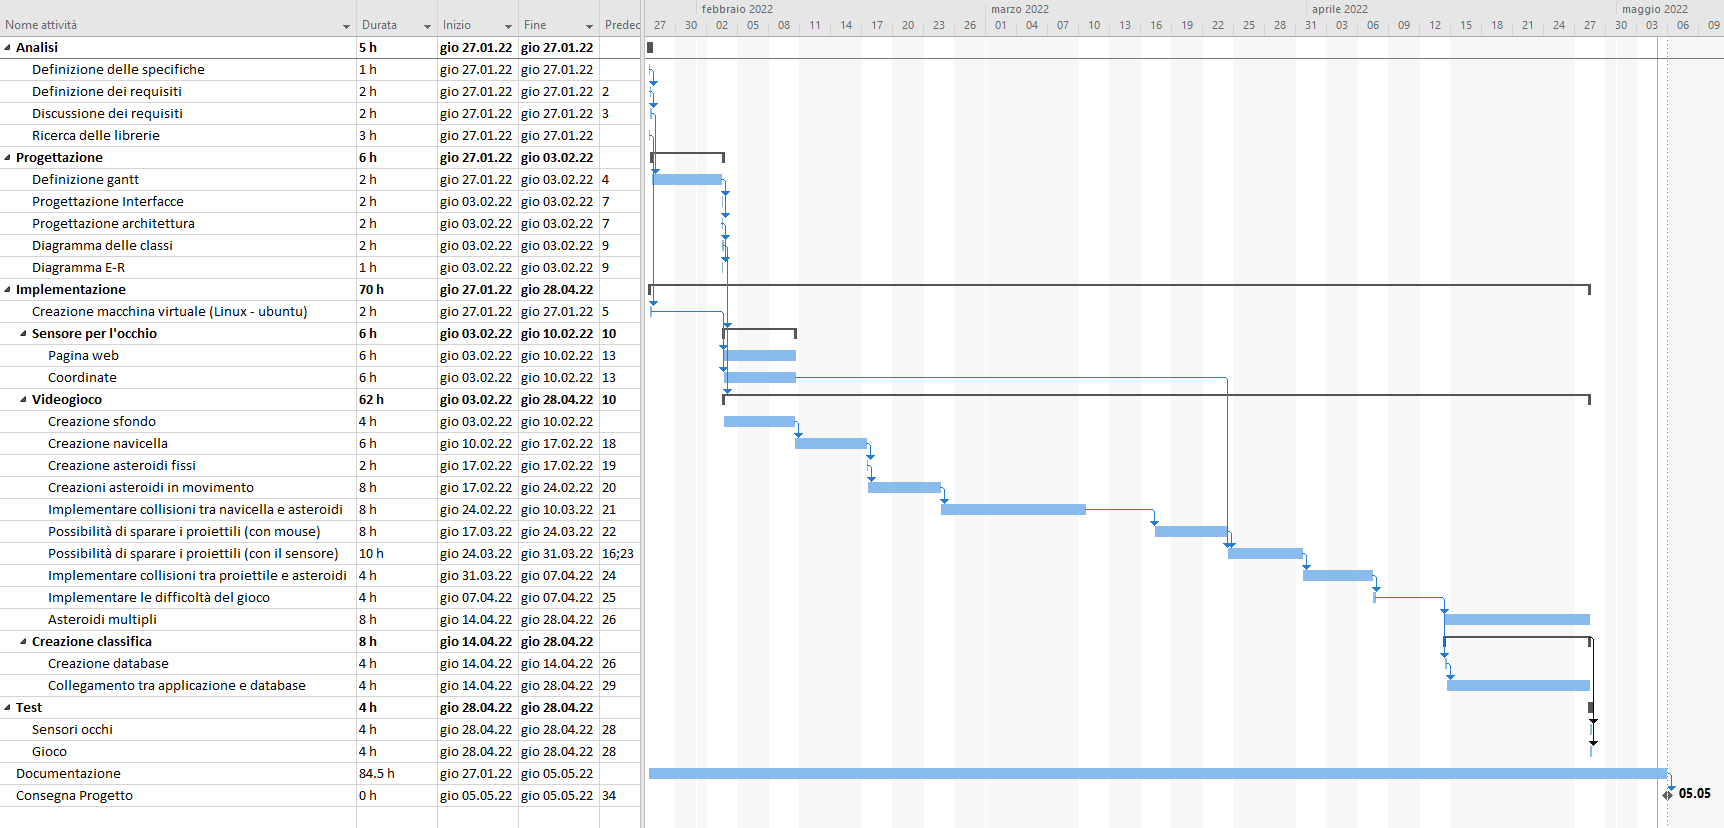 febbraio 2022 marzo 2022 aprile 2022 maggio 2022
Nome attività Durata Inizio Fine Predec 27 30 02 05 08 11 14 17 20 23 26 01 04 07 10 13 16 19 22 25 28 31 03 06 09 12 15 18 21 24 27 30 03 06 09
Analisi 5 h gio 27.01.22 gio 27.01.22
Definizione delle specifiche 1 h gio 27.01.22 gio 27.01.22
Definizione dei requisiti 2 h gio 27.01.22 gio 27.01.22 2
Discussione dei requisiti 2 h gio 27.01.22 gio 27.01.22 3
Ricerca delle librerie 3 h gio 27.01.22 gio 27.01.22
Progettazione 6 h gio 27.01.22 gio 03.02.22
Definizione gantt 2 h gio 27.01.22 gio 03.02.22 4
Progettazione Interfacce 2 h gio 03.02.22 gio 03.02.22 7
Progettazione architettura 2 h gio 03.02.22 gio 03.02.22 7
Diagramma delle classi 2 h gio 03.02.22 gio 03.02.22 9
Diagramma E-R 1 h gio 03.02.22 gio 03.02.22 9
Implementazione 70 h gio 27.01.22 gio 28.04.22
Creazione macchina virtuale (Linux - ubuntu) 2 h gio 27.01.22 gio 27.01.22 5
Sensore per l'occhio 6 h gio 03.02.22 gio 10.02.22 10
Pagina web 6 h gio 03.02.22 gio 10.02.22 13
Coordinate 6 h gio 03.02.22 gio 10.02.22 13
Videogioco 62 h gio 03.02.22 gio 28.04.22 10
Creazione sfondo 4 h gio 03.02.22 gio 10.02.22
Creazione navicella 6 h gio 10.02.22 gio 17.02.22 18
Creazione asteroidi fissi 2 h gio 17.02.22 gio 17.02.22 19
Creazioni asteroidi in movimento 8 h gio 17.02.22 gio 24.02.22 20
Implementare collisioni tra navicella e asteroidi 8 h gio 24.02.22 gio 10.03.22 21
Possibilità di sparare i proiettili (con mouse) 8 h gio 17.03.22 gio 24.03.22 22
Possibilità di sparare i proiettili (con il sensore) 10 h gio 24.03.22 gio 31.03.22 16;23
Implementare collisioni tra proiettile e asteroidi 4 h gio 31.03.22 gio 07.04.22 24
Implementare le difficoltà del gioco 4 h gio 07.04.22 gio 07.04.22 25
Asteroidi multipli 8 h gio 14.04.22 gio 28.04.22 26
Creazione classifica 8 h gio 14.04.22 gio 28.04.22
Creazione database 4 h gio 14.04.22 gio 14.04.22 26
Collegamento tra applicazione e database 4 h gio 14.04.22 gio 28.04.22 29
Test 4 h gio 28.04.22 gio 28.04.22
Sensori occhi 4 h gio 28.04.22 gio 28.04.22 28
Gioco 4 h gio 28.04.22 gio 28.04.22 28
Documentazione 84.5 h gio 27.01.22 gio 05.05.22
Consegna Progetto 0 h gio 05.05.22 gio 05.05.22 34 05.05